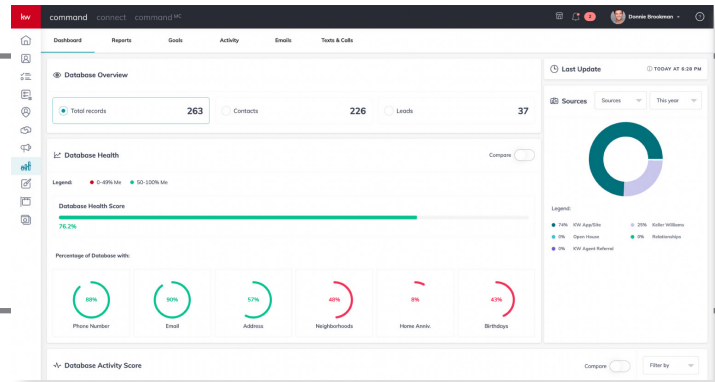 kw command connect command MC 3 Donnie Brookman
Dashboard Reports Goals Activity Emails Texts & Calls
Database Overview
Total records 263 Contacts 226 Leads 37
Last Update TODAY AT 6:28 PM
Sources Sources This year
Legend:
74% KW App/Site 25% Keller Williams
0% Open House 0% Relationships
0% KW Agent Referral
Database Health Compare
Legend: 0-49% Me 50-100% Me
Database Health Score
76.2%
Percentage of Database with:
88% 90% 57% 48% 8% 43%
Phone Number Email Address Neighborhoods Home Anniv. Birthdays
Database Activity Score Compare Filter by